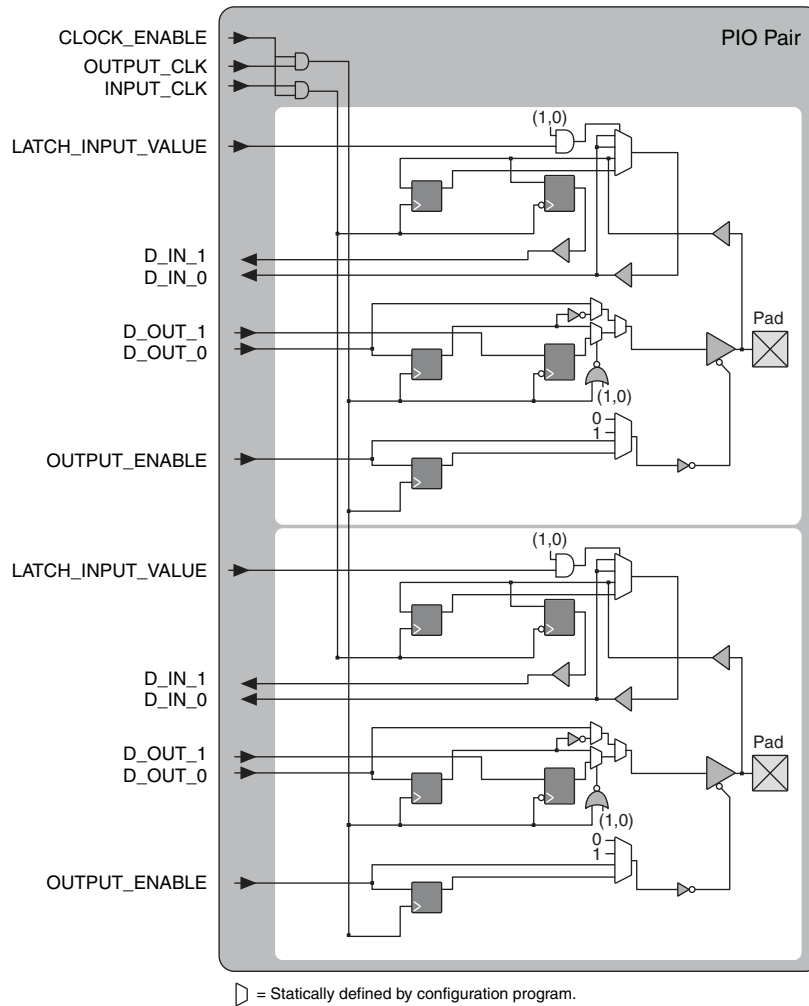 PIO Pair
CLOCK_ENABLE
OUTPUT_CLK
INPUT_CLK
(1,0)
LATCH_INPUT_VALUE
D_IN_1
D_IN_0
Pad
D_OUT_1
D_OUT_0
(1,0)
0
1
OUTPUT_ENABLE
(1,0)
LATCH_INPUT_VALUE
D_IN_1
D_IN_0
Pad
D_OUT_1
D_OUT_0
(1,0)
0
1
OUTPUT_ENABLE
= Statically defined by configuration program.